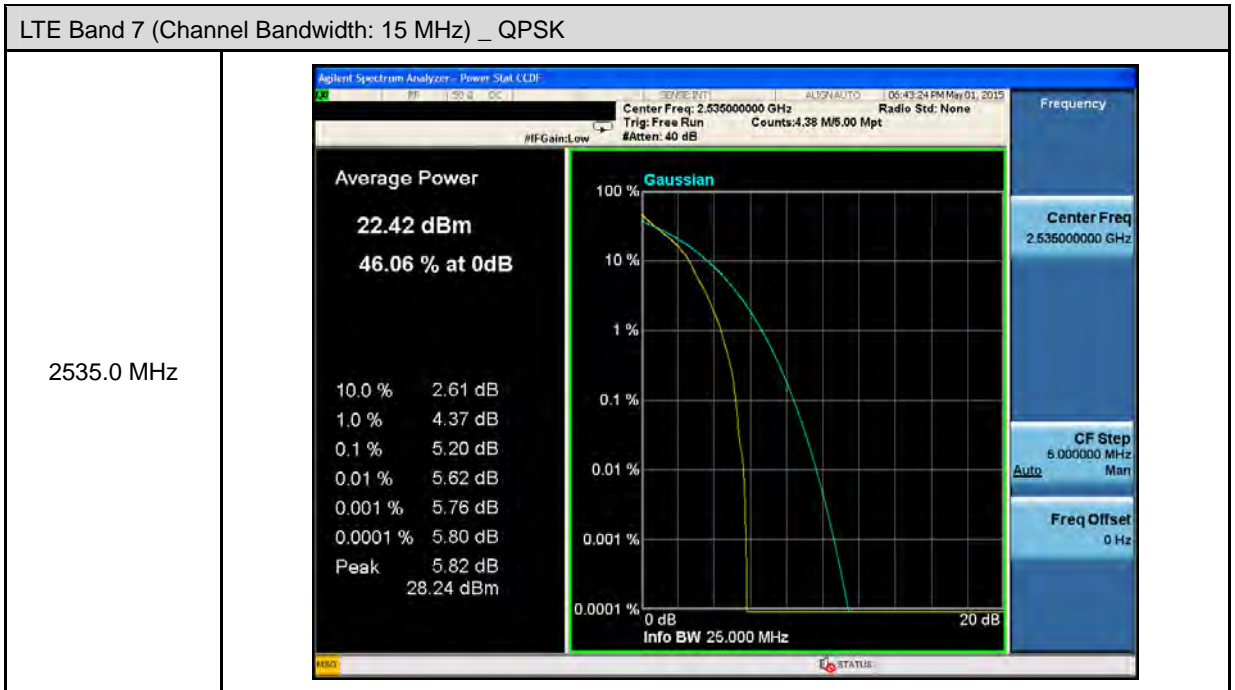 LTE Band 7 (Channel Bandwidth: 15 MHz) _ QPSK
2535.0 MHz
Agilent Spectrum Analyzer - Power Stat CCDF
RF 50 Ω DC SENSE:INT ALIGN AUTO 06:43:24 PM May 01, 2015
Center Freq: 2.535000000 GHz Radio Std: None
Trig: Free Run Counts:4.38 M/5.00 Mpt
#IFGain:Low #Atten: 40 dB
Average Power
22.42 dBm
46.06 % at 0dB
10.0 % 2.61 dB
1.0 % 4.37 dB
0.1 % 5.20 dB
0.01 % 5.62 dB
0.001 % 5.76 dB
0.0001 % 5.80 dB
Peak 5.82 dB
28.24 dBm
Gaussian
100 %
10 %
1 %
0.1 %
0.01 %
0.001 %
0.0001 %
0 dB 20 dB
Info BW 25.000 MHz
Frequency
Center Freq
2.535000000 GHz
CF Step
5.000000 MHz
Auto Man
Freq Offset
0 Hz
MSG STATUS